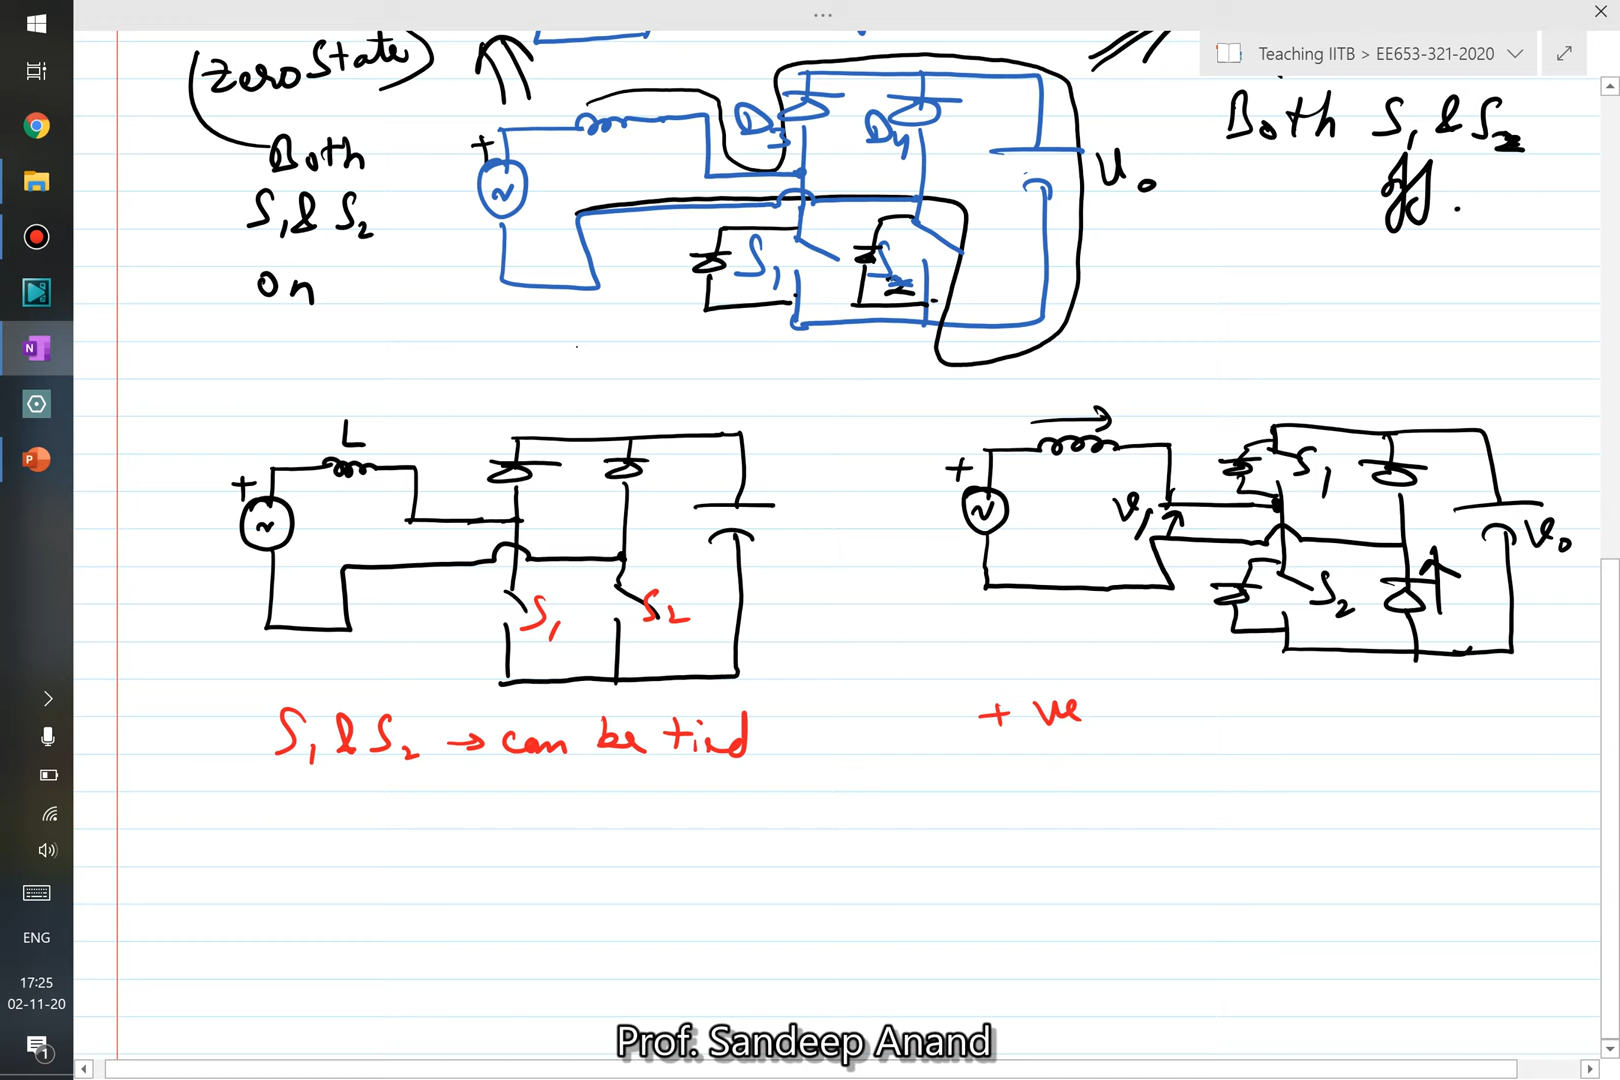 Teaching IITB > EE653-321-2020
(Zero State)
Both
S1 & S2
on
+
D3
D4
S1
S2
V0
Both S1 & S2
off.
L
+
S1
S2
S1 & S2 → can be tied
+
v1
S1
S2
v0
+ ve
N
P
ENG
17:25
02-11-20
1
Prof. Sandeep Anand